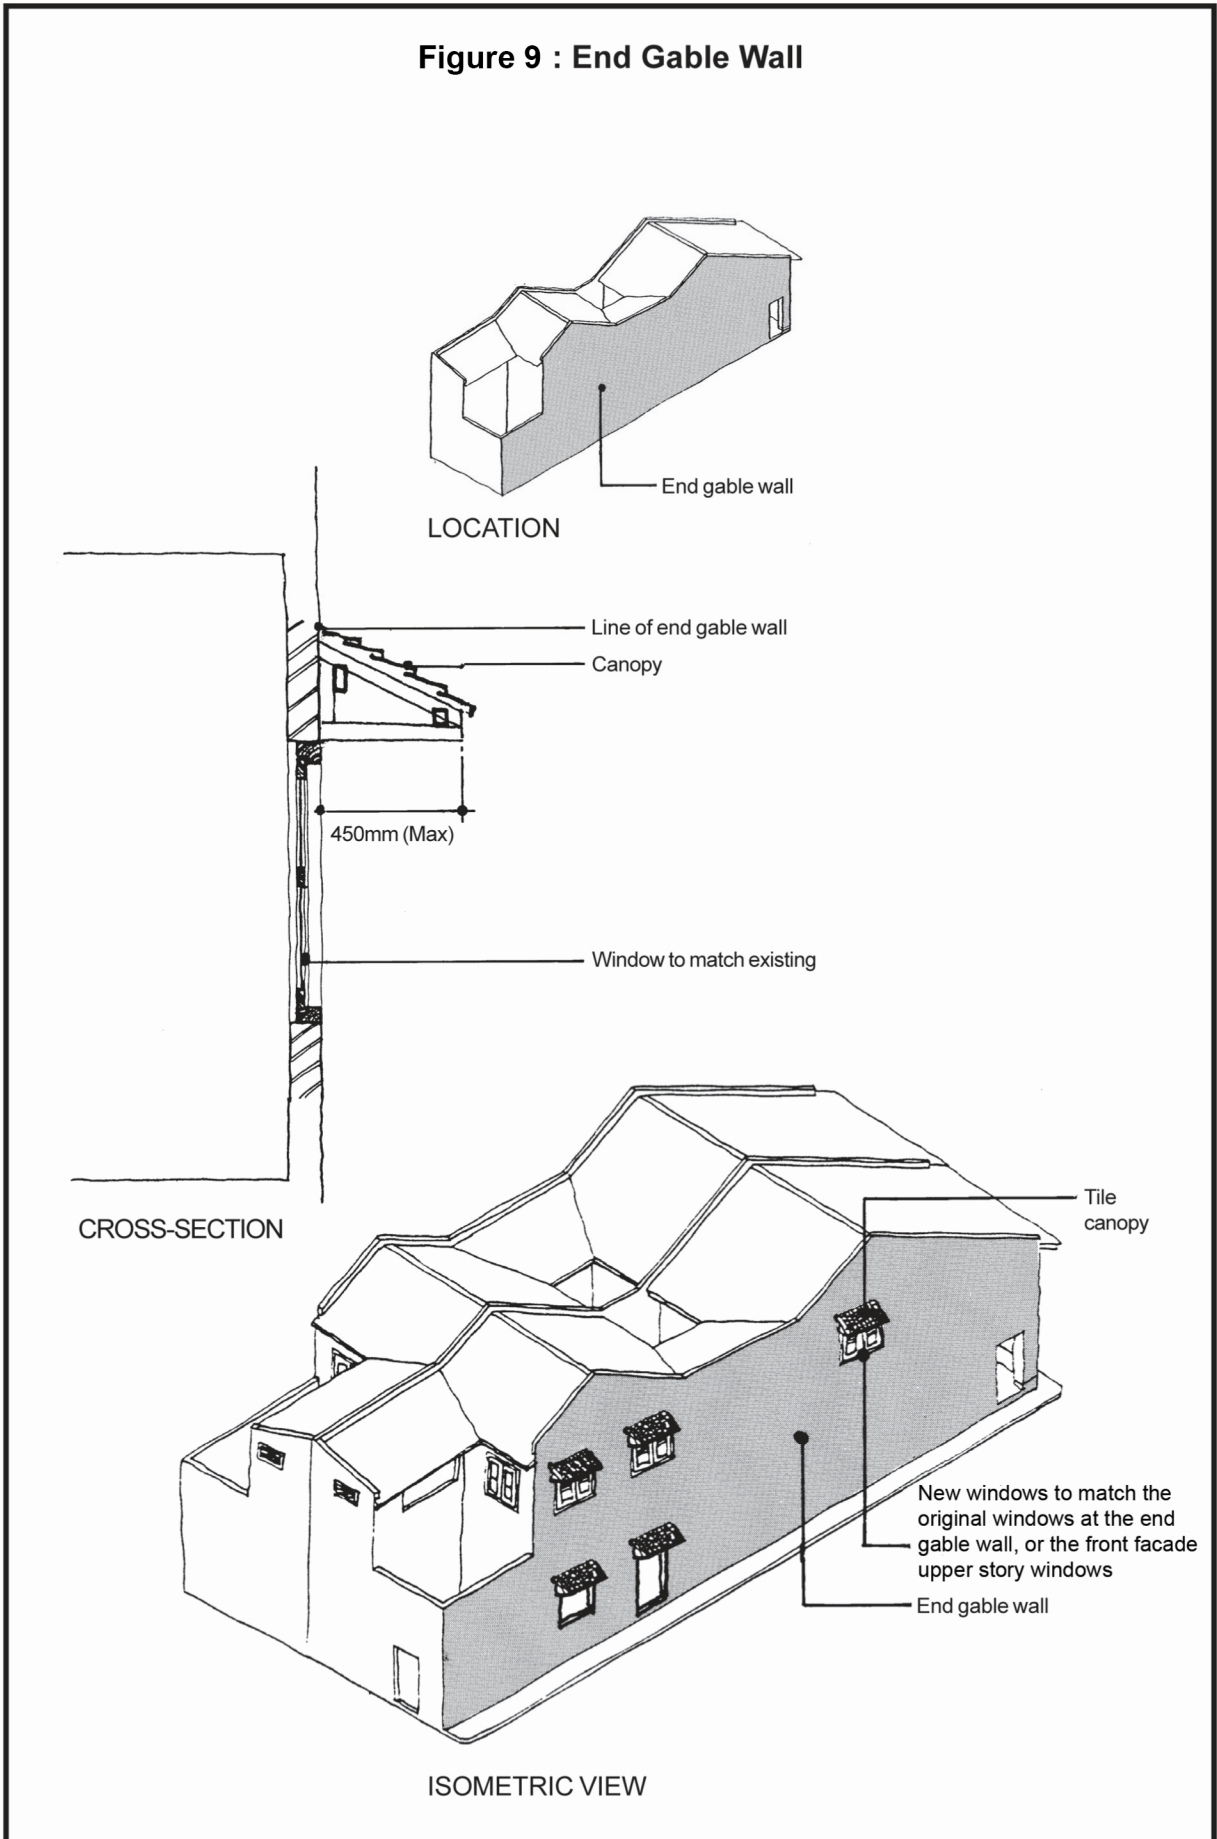 Figure 9 : End Gable Wall
End gable wall
LOCATION
Line of end gable wall
Canopy
450mm (Max)
Window to match existing
CROSS-SECTION
Tile
canopy
New windows to match the
original windows at the end
gable wall, or the front facade
upper story windows
End gable wall
ISOMETRIC VIEW